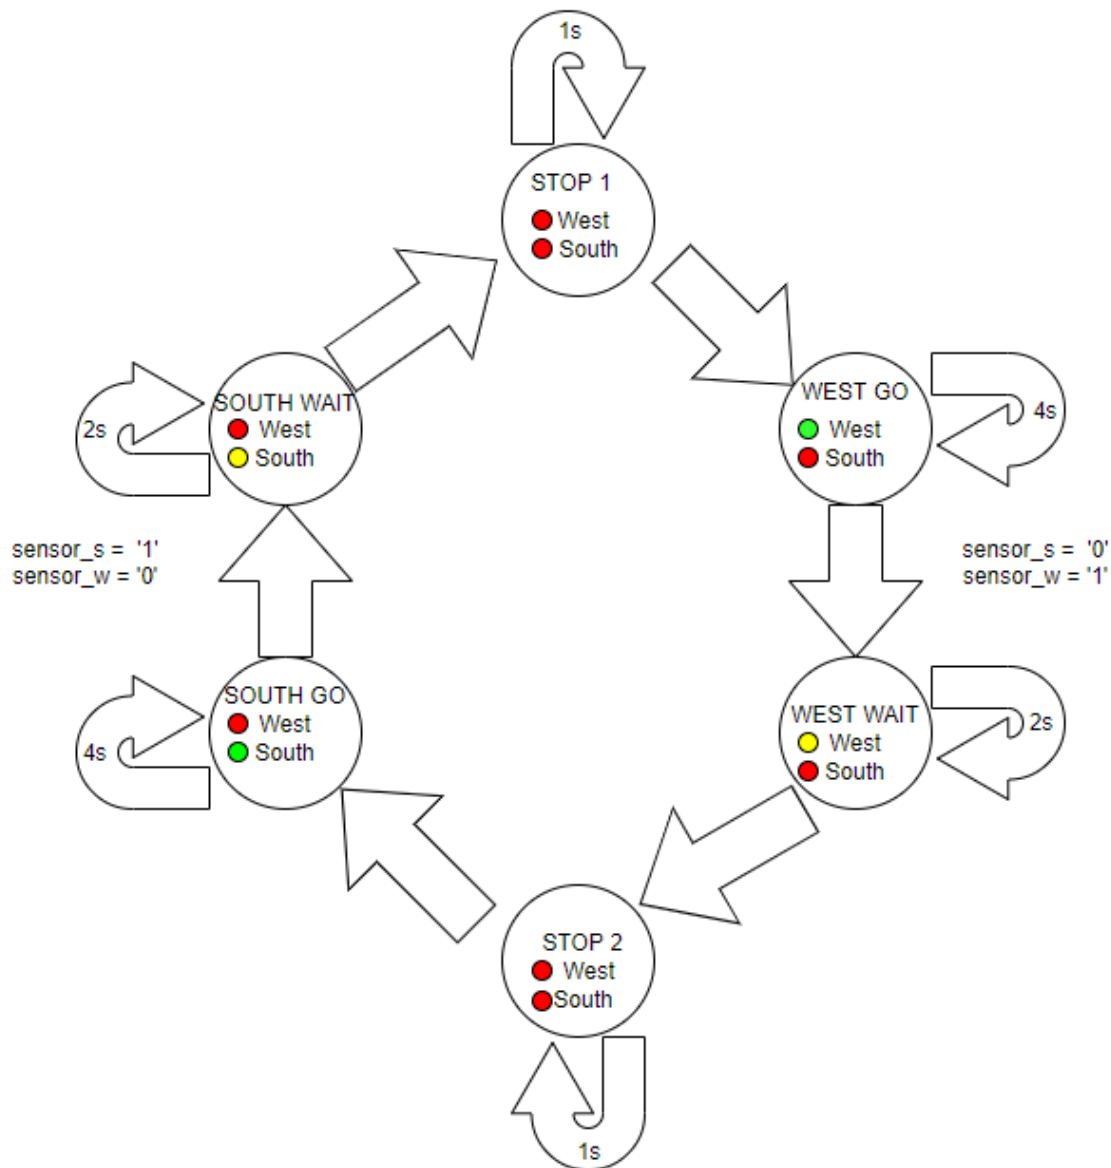 1s
STOP 1
West
South
SOUTH WAIT
West
South
2s
WEST GO
West
South
4s
sensor_s = '1'
sensor_w = '0'
sensor_s = '0'
sensor_w = '1'
SOUTH GO
West
South
4s
WEST WAIT
West
South
2s
STOP 2
West
South
1s